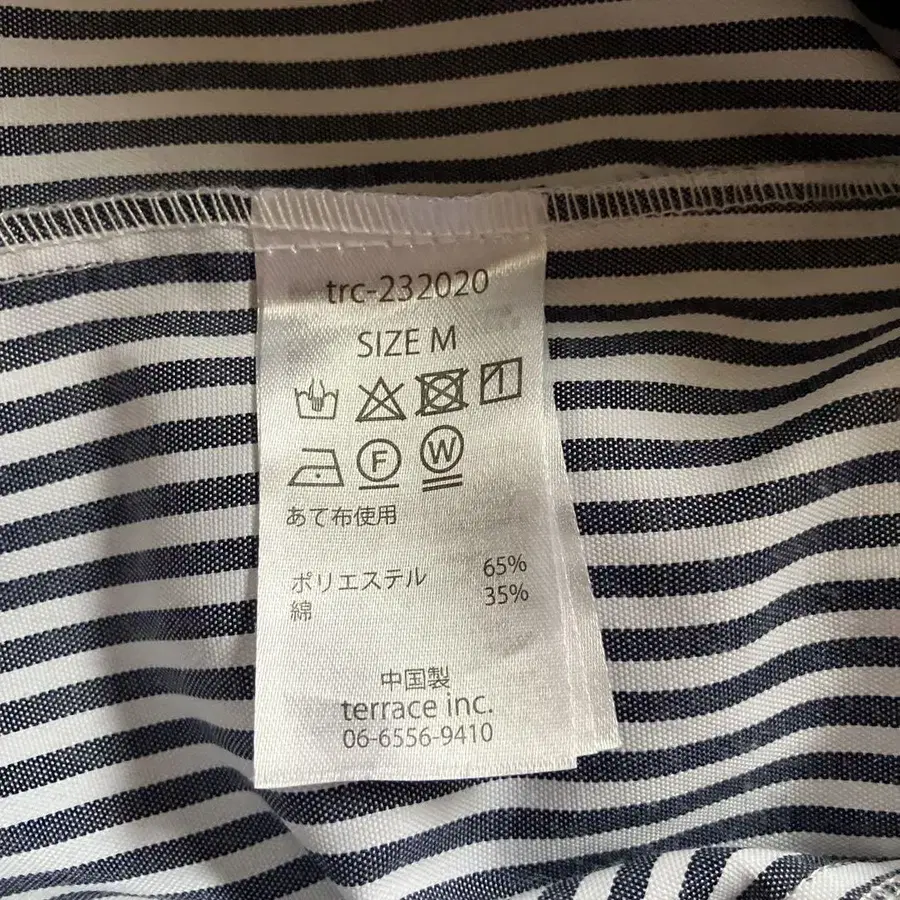 trc-232020
SIZE M
F W
あて布使用
ポリエステル 65%
綿 35%
中国製
terrace inc.
06-6556-9410